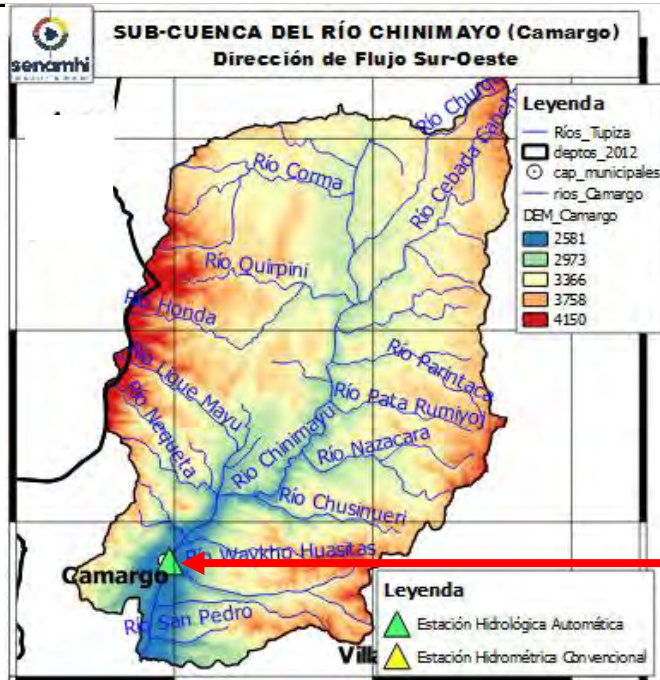 SUB-CUENCA DEL RÍO CHINIMAYO (Camargo)
Dirección de Flujo Sur-Oeste
senamhi
Leyenda
Ríos_Tupiza
deptos_2012
cap_municipales
rios_Camargo
DEM_Camargo
2581
2973
3366
3758
4150
Río Cebada Cancha
Río Corma
Río Quirpini
Río Honda
Río Parintaca
Río Lique Mayu
Río Pata Rumiyoj
Río Nequeta
Río Chinimayu
Río Nazacara
Río Chusinueri
Río Waykho Huasitas
Camargo
Río San Pedro
Leyenda
Estación Hidrológica Automática
Estación Hidrométrica Convencional